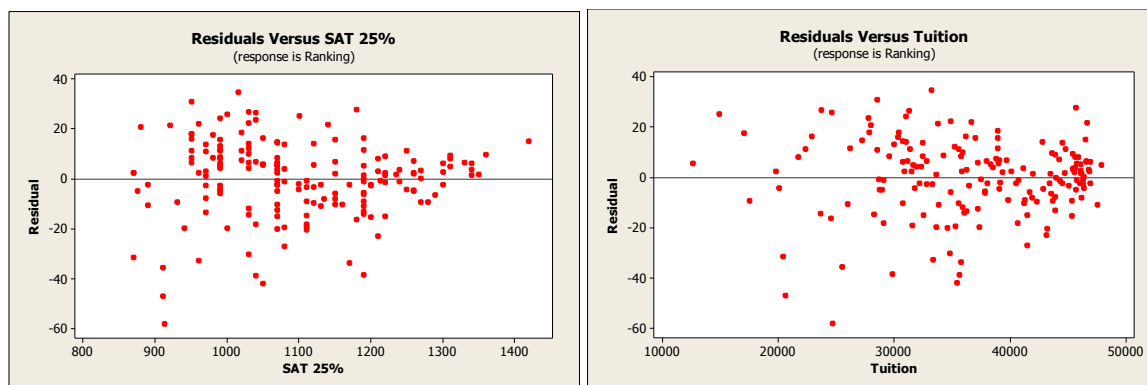 Residuals Versus SAT 25%
(response is Ranking)
40
20
0
-20
-40
-60
Residual
800 900 1000 1100 1200 1300 1400
SAT 25%
Residuals Versus Tuition
(response is Ranking)
40
20
0
-20
-40
-60
Residual
10000 20000 30000 40000 50000
Tuition